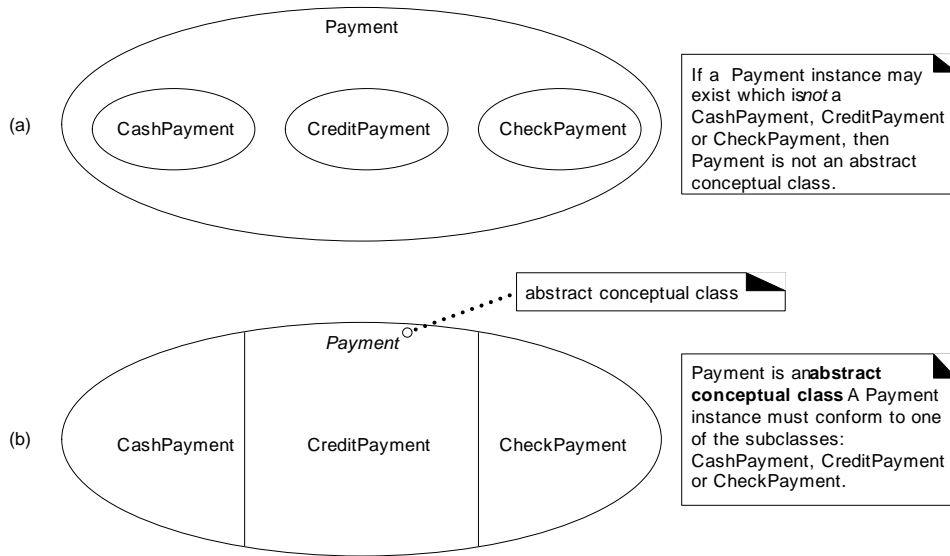 Payment
If a Payment instance may
exist which is not a
CashPayment, CreditPayment
or CheckPayment, then
Payment is not an abstract
conceptual class.
(a)
CashPayment
CreditPayment
CheckPayment
abstract conceptual class
Payment
Payment is an abstract
conceptual class A Payment
instance must conform to one
of the subclasses:
CashPayment, CreditPayment
or CheckPayment.
(b)
CashPayment
CreditPayment
CheckPayment